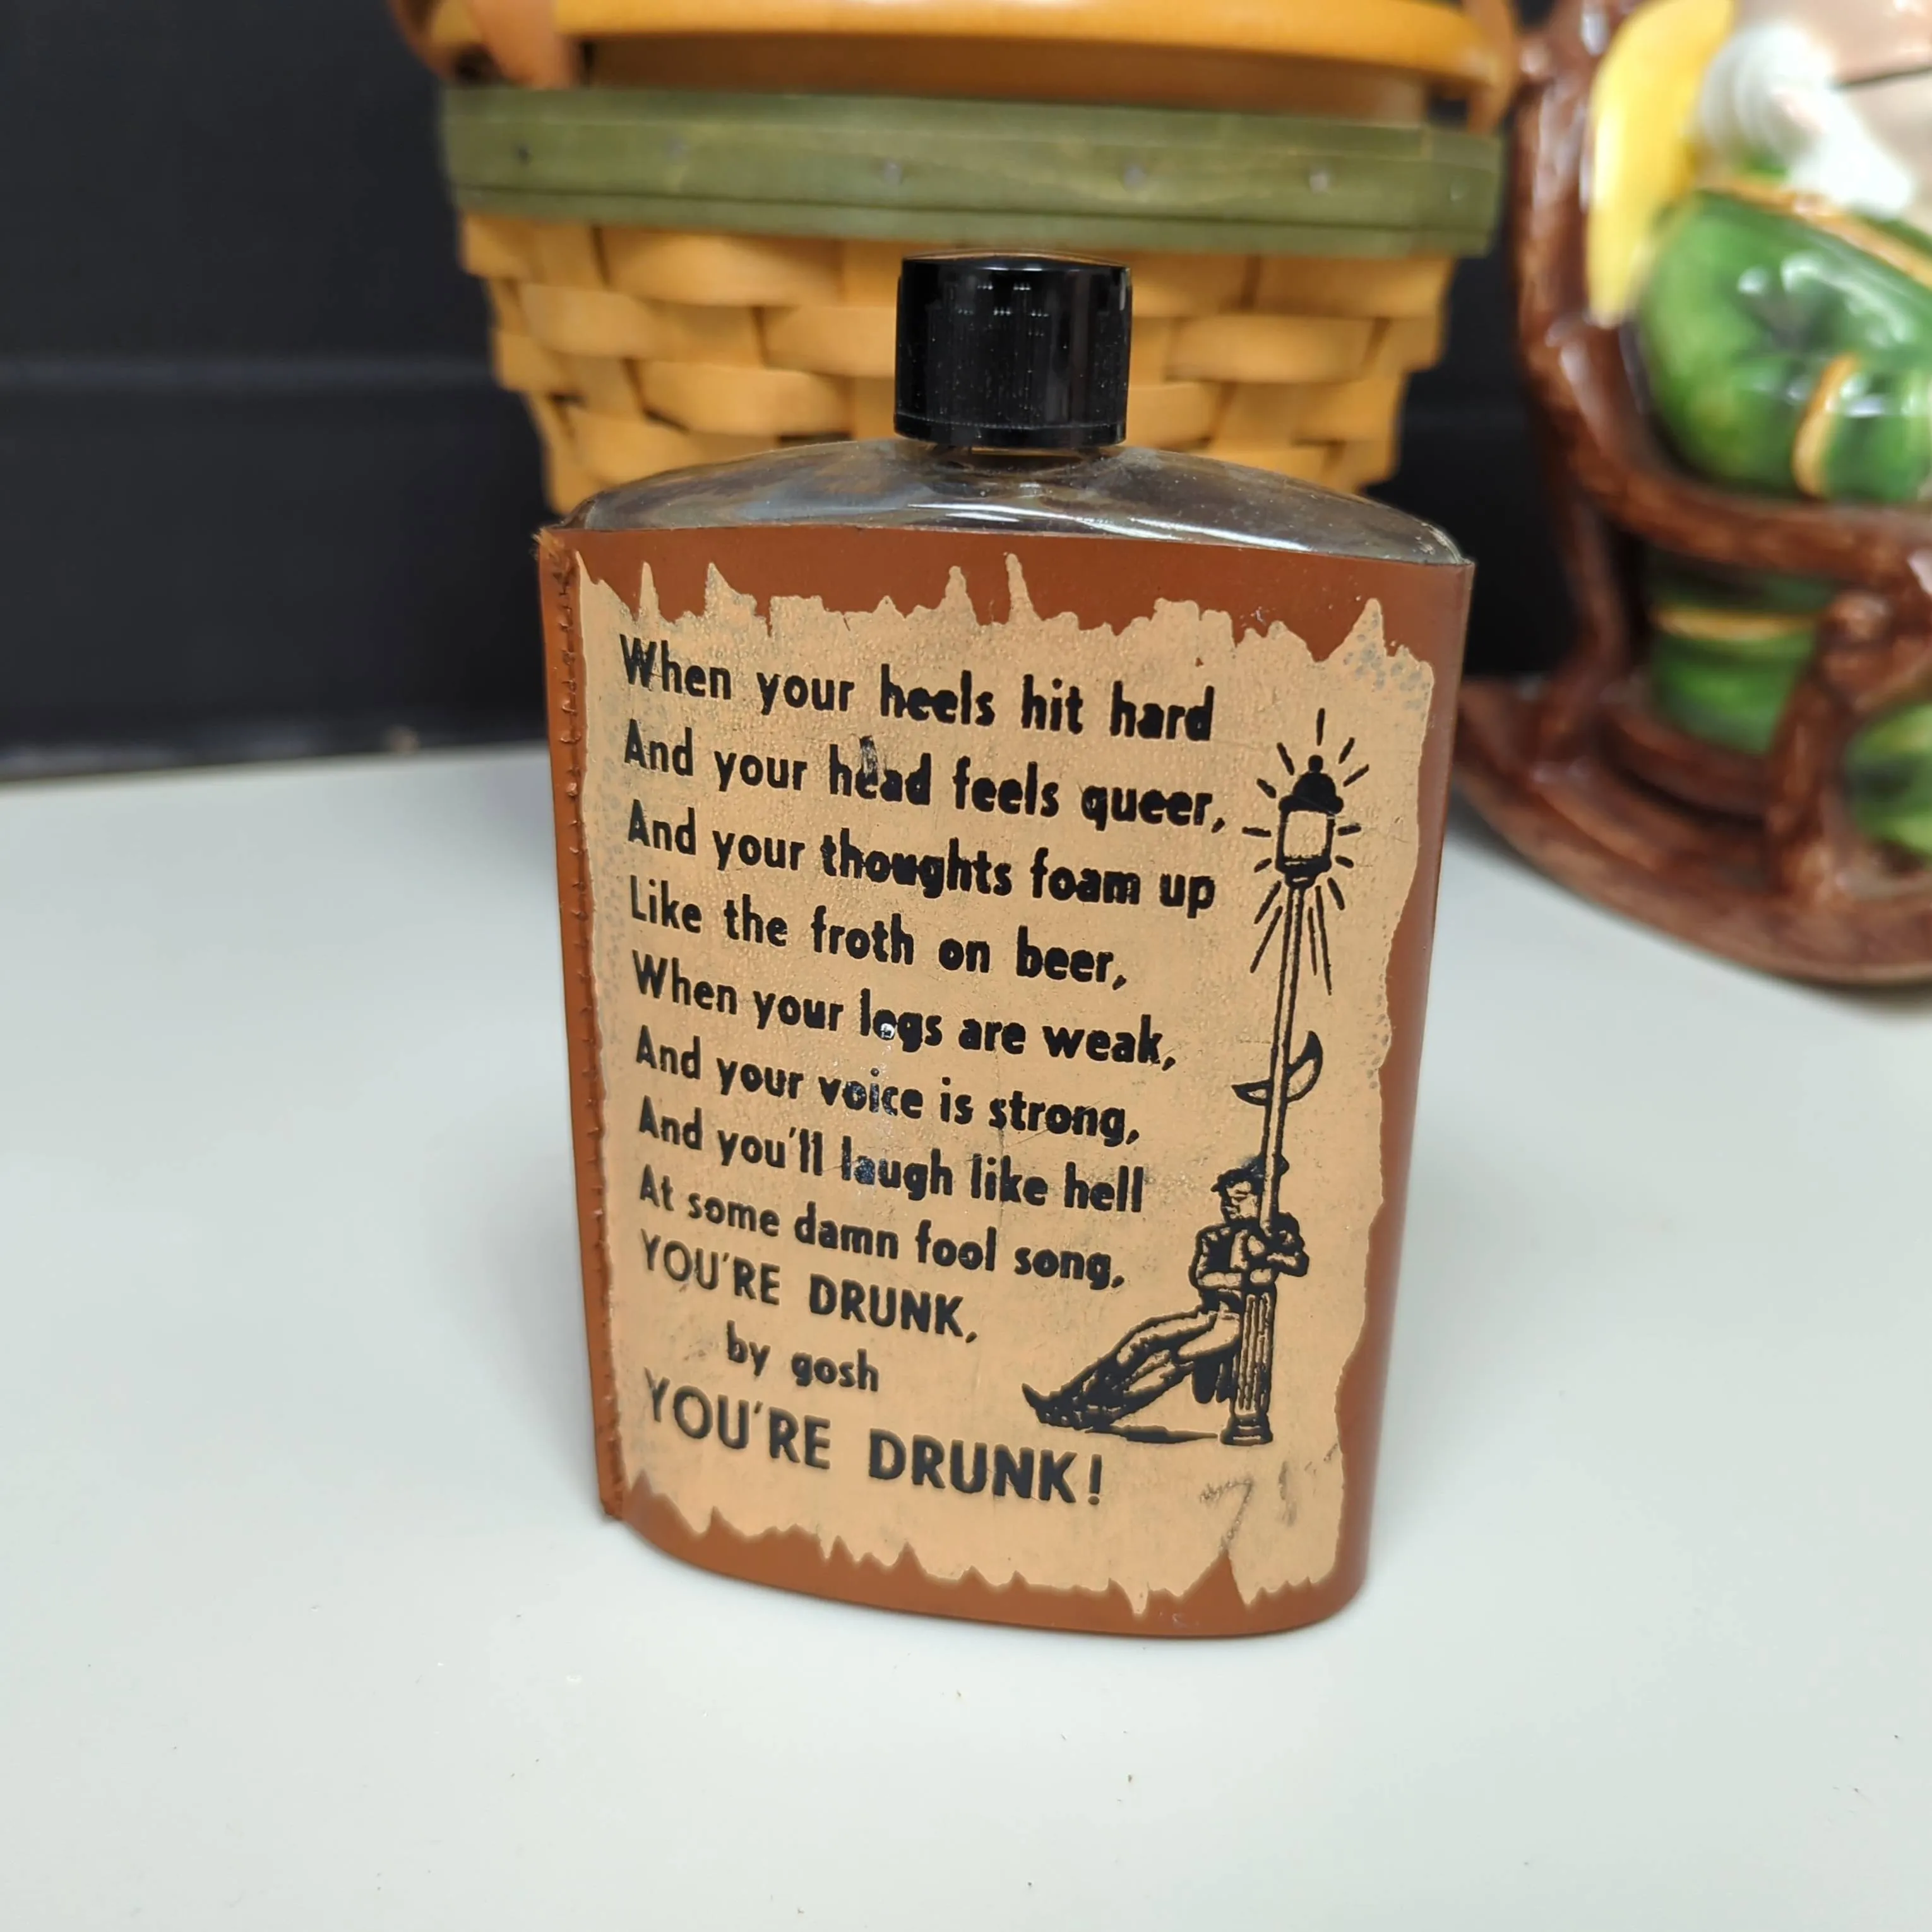 When your heels hit hard
And your head feels queer,
And your thoughts foam up
Like the froth on beer,
When your legs are weak,
And your voice is strong,
And you'll laugh like hell
At some damn fool song,
YOU'RE DRUNK,
by gosh
YOU'RE DRUNK!